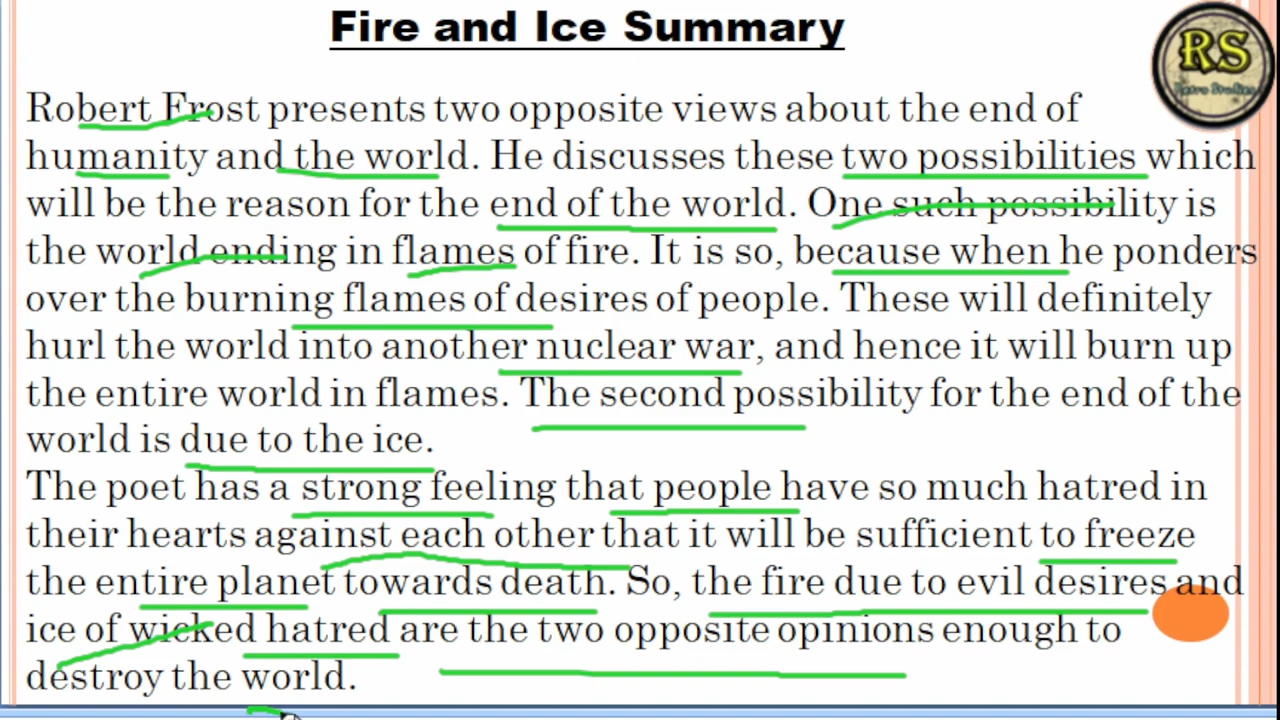 Fire and Ice Summary
RS
Retro Studies
Robert Frost presents two opposite views about the end of
humanity and the world. He discusses these two possibilities which
will be the reason for the end of the world. One such possibility is
the world ending in flames of fire. It is so, because when he ponders
over the burning flames of desires of people. These will definitely
hurl the world into another nuclear war, and hence it will burn up
the entire world in flames. The second possibility for the end of the
world is due to the ice.
The poet has a strong feeling that people have so much hatred in
their hearts against each other that it will be sufficient to freeze
the entire planet towards death. So, the fire due to evil desires and
ice of wicked hatred are the two opposite opinions enough to
destroy the world.